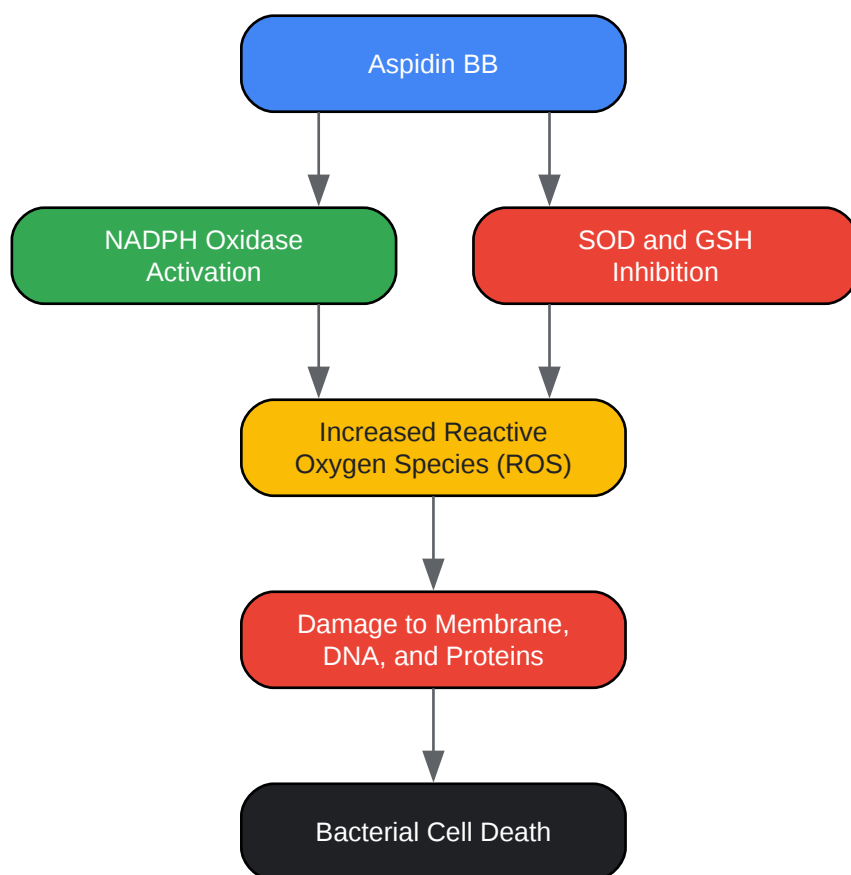 Aspidin BB
NADPH Oxidase
Activation
SOD and GSH
Inhibition
Increased Reactive
Oxygen Species (ROS)
Damage to Membrane,
DNA, and Proteins
Bacterial Cell Death